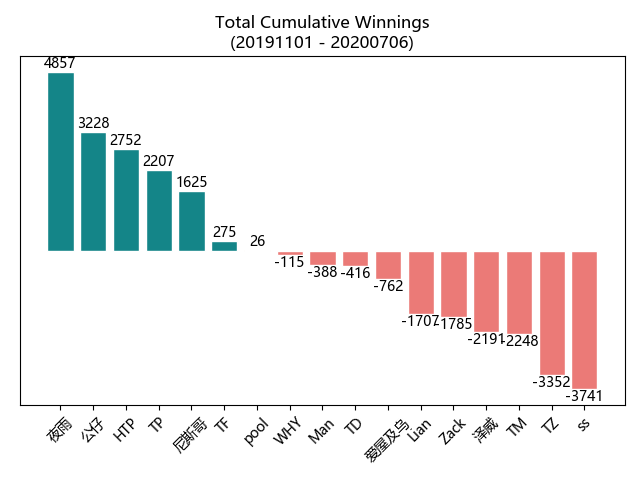 Total Cumulative Winnings
(20191101 - 20200706)
4857
3228
2752
2207
1625
275
26
-115
-388
-416
-762
-1707
-1785
-2191
-2248
-3352
-3741
夜雨
公仔
HTP
TP
尼斯哥
TF
pool
WHY
Man
TD
爱屋及乌
Lian
Zack
泽威
TM
TZ
ss